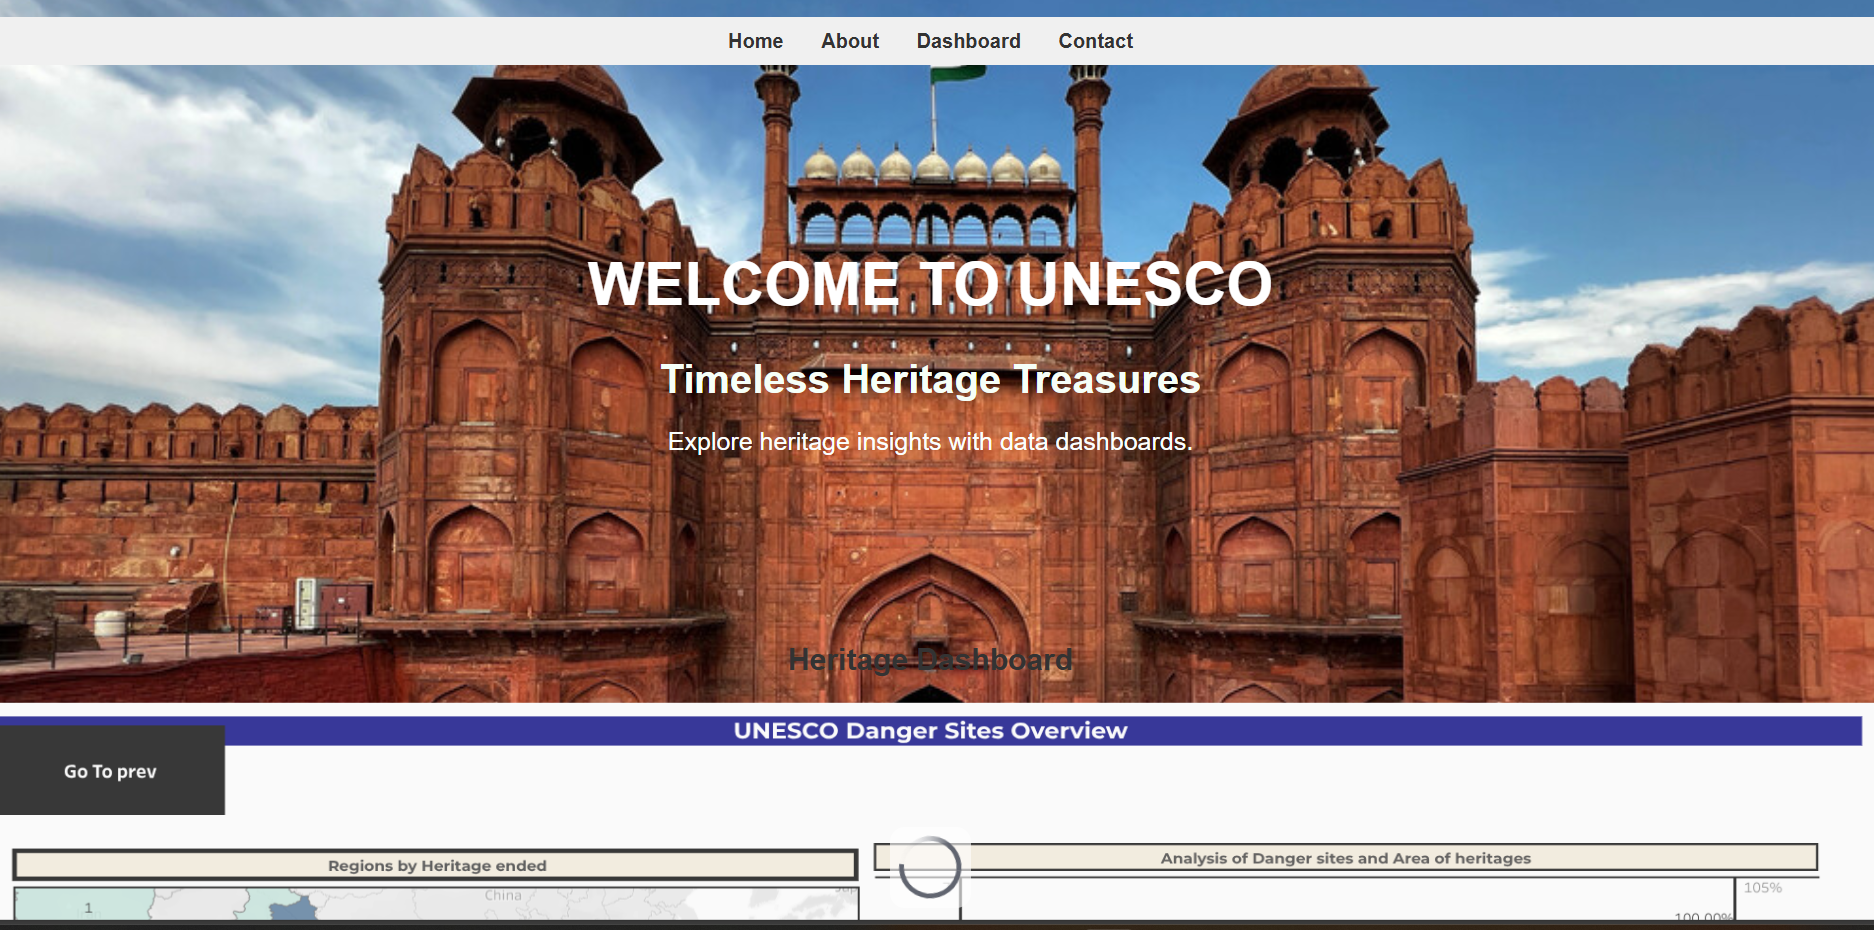 Home About Dashboard Contact
WELCOME TO UNESCO
Timeless Heritage Treasures
Explore heritage insights with data dashboards.
Heritage Dashboard
UNESCO Danger Sites Overview
Go To prev
Regions by Heritage ended
Analysis of Danger sites and Area of heritages
China
1
105%
100.00%